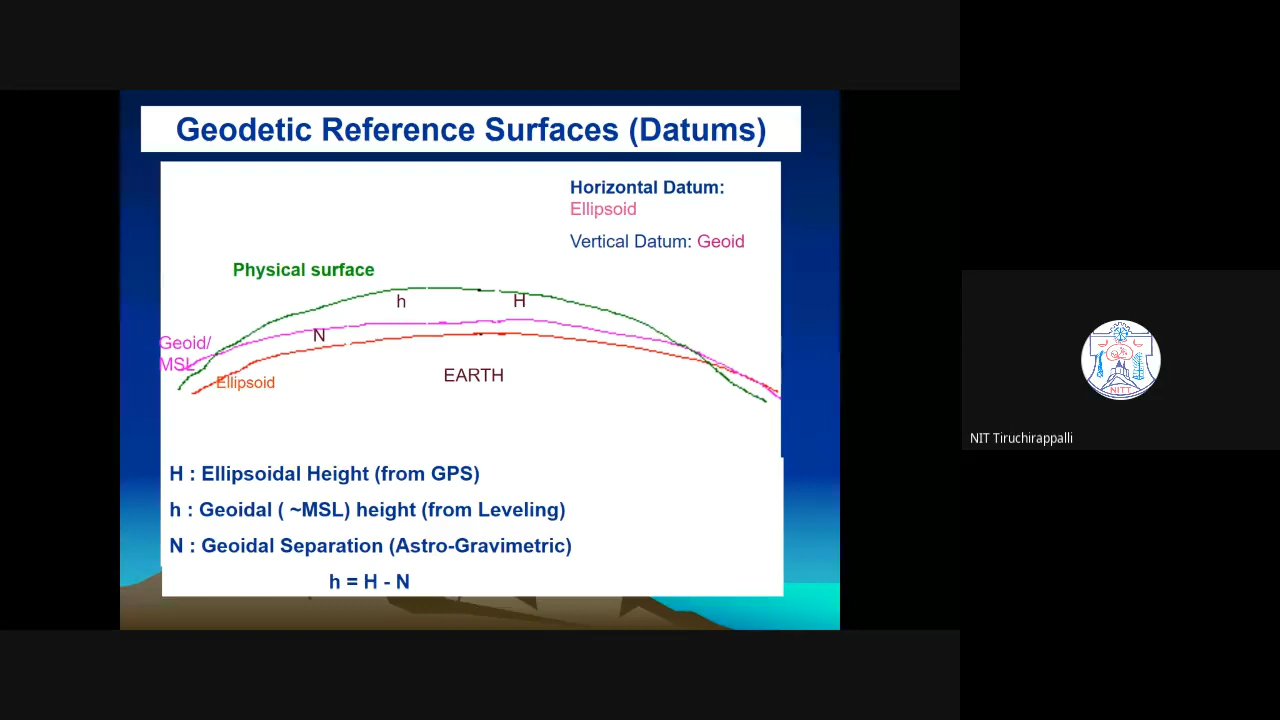 Geodetic Reference Surfaces (Datums)
Horizontal Datum:
Ellipsoid
Vertical Datum: Geoid
Physical surface
h
H
N
Geoid/
MSL
Ellipsoid
EARTH
H : Ellipsoidal Height (from GPS)
h : Geoidal ( ~MSL) height (from Leveling)
N : Geoidal Separation (Astro-Gravimetric)
h = H - N
NITT
NIT Tiruchirappalli